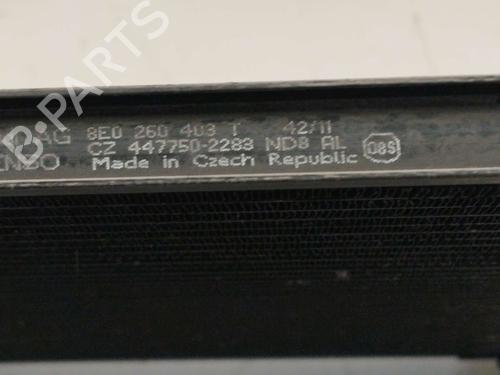 B-PARTS
8E0 260 403 T 42/11
CZ 447750-2283 ND8 AL 08S
Made in Czech Republic